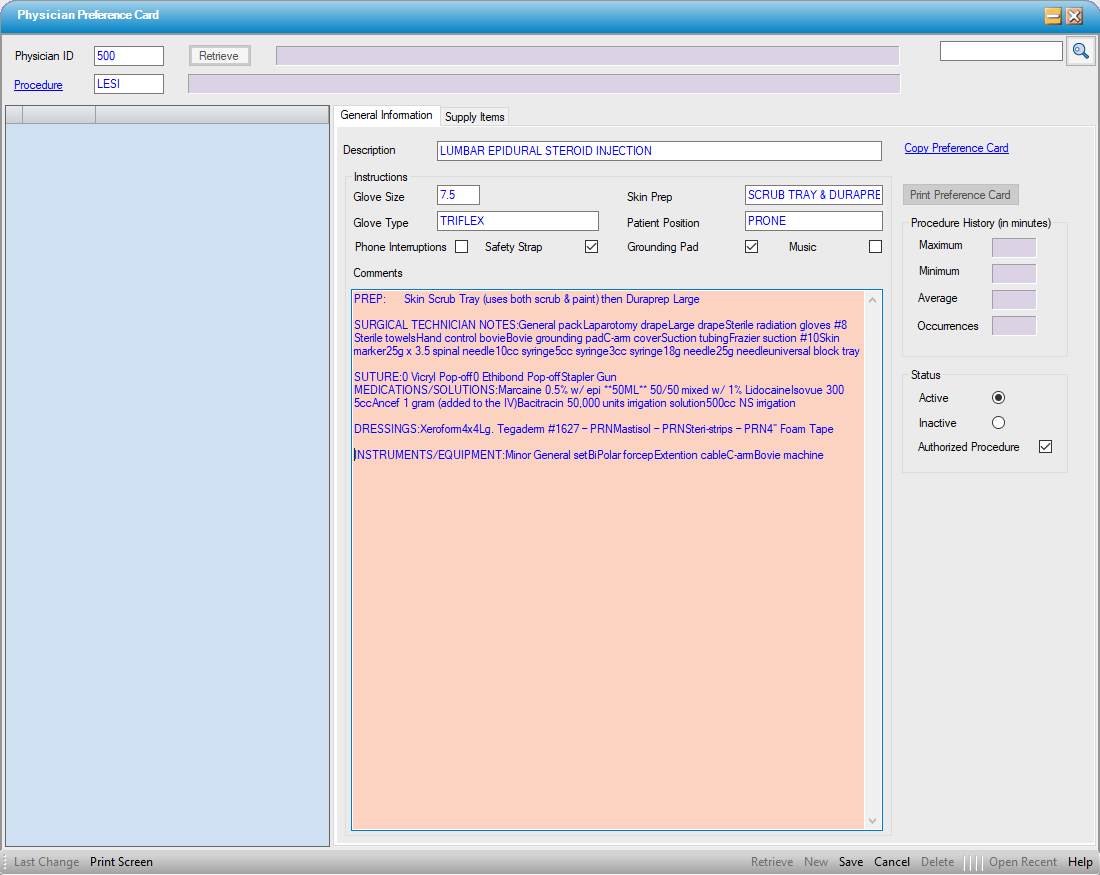 Physician Preference Card
Physician ID 500 Retrieve
Procedure LESI
General Information Supply Items
Description LUMBAR EPIDURAL STEROID INJECTION Copy Preference Card
Instructions
Glove Size 7.5 Skin Prep SCRUB TRAY & DURAPRE Print Preference Card
Glove Type TRIFLEX Patient Position PRONE
Phone Interruptions Safety Strap Grounding Pad Music
Comments
PREP: Skin Scrub Tray (uses both scrub & paint) then Duraprep Large
SURGICAL TECHNICIAN NOTES:General packLaparotomy drapeLarge drapeSterile radiation gloves #8
Sterile towelsHand control bovieBovie grounding padC-arm coverSuction tubingFrazier suction #10Skin
marker25g x 3.5 spinal needle10cc syringe5cc syringe3cc syringe18g needle25g needleuniversal block tray
SUTURE:0 Vicryl Pop-off0 Ethibond Pop-offStapler Gun
MEDICATIONS/SOLUTIONS:Marcaine 0.5% w/ epi **50ML** 50/50 mixed w/ 1% LidocaineIsovue 300
5ccAncef 1 gram (added to the IV)Bacitracin 50,000 units irrigation solution500cc NS irrigation
DRESSINGS:Xeroform4x4Lg. Tegaderm #1627 – PRNMastisol – PRNSteri-strips – PRN4" Foam Tape
INSTRUMENTS/EQUIPMENT:Minor General setBiPolar forcepExtention cableC-armBovie machine
Procedure History (in minutes)
Maximum
Minimum
Average
Occurrences
Status
Active
Inactive
Authorized Procedure
Last Change Print Screen Retrieve New Save Cancel Delete Open Recent Help